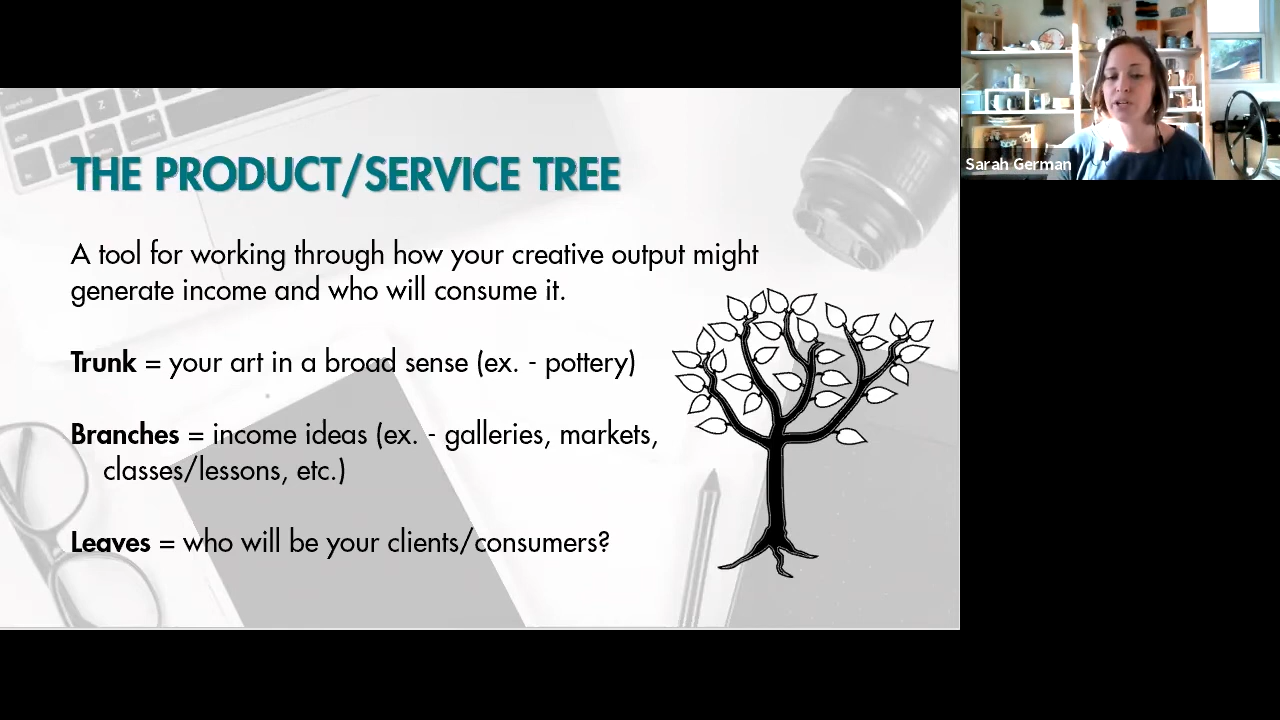 THE PRODUCT/SERVICE TREE
A tool for working through how your creative output might
generate income and who will consume it.
Trunk = your art in a broad sense (ex. - pottery)
Branches = income ideas (ex. - galleries, markets,
classes/lessons, etc.)
Leaves = who will be your clients/consumers?
Sarah German